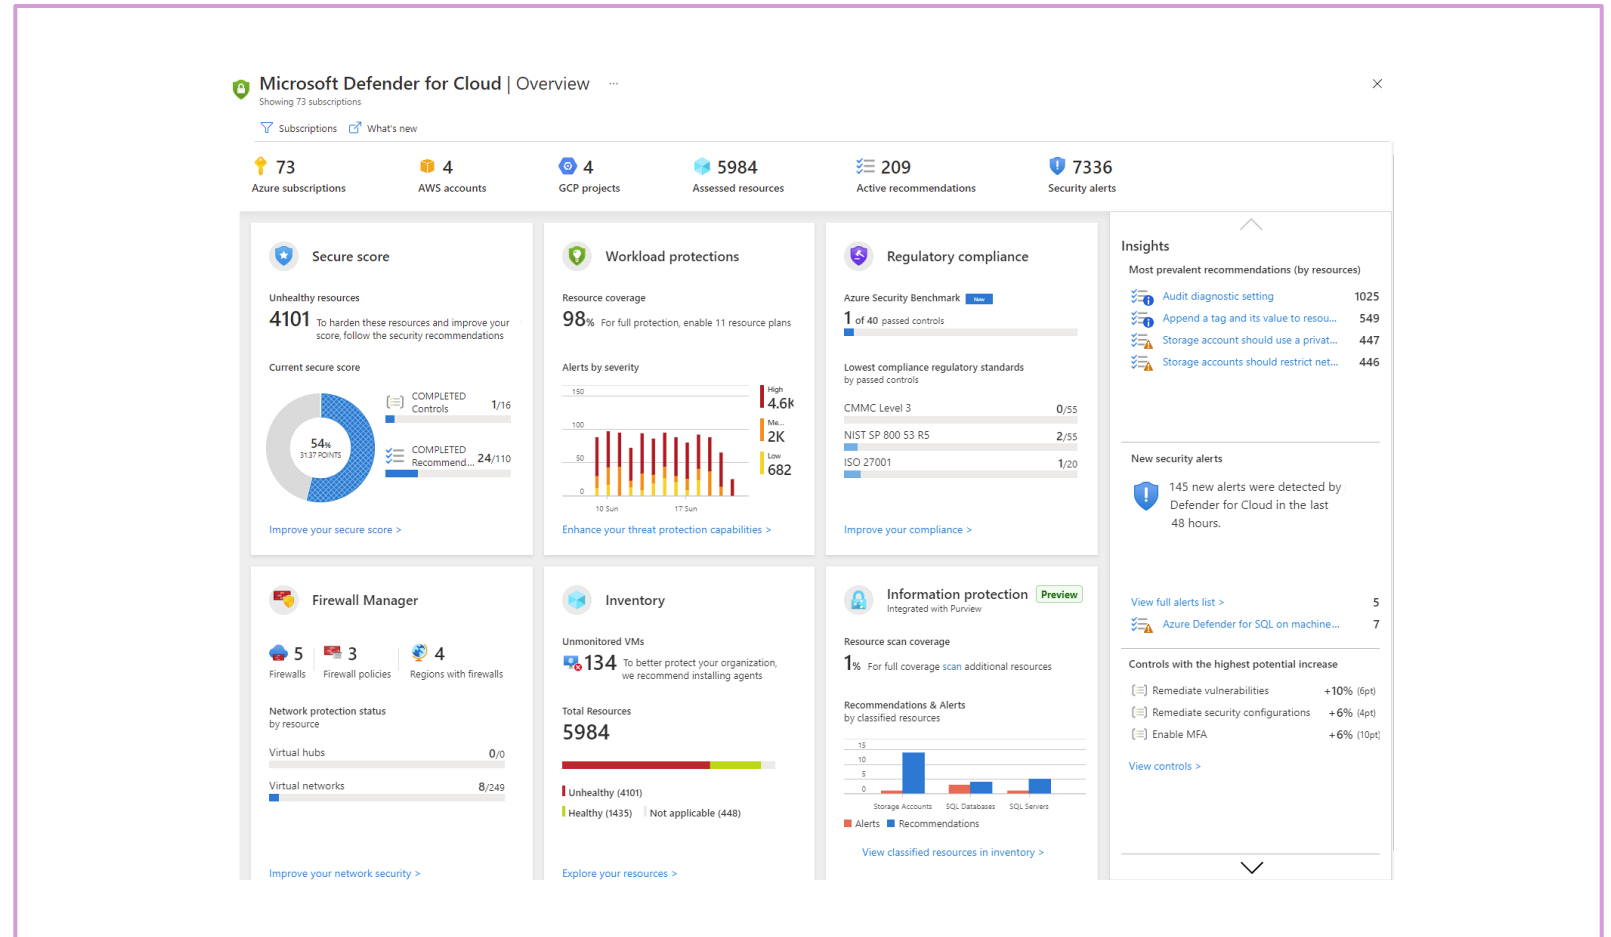 Microsoft Defender for Cloud | Overview ...
Showing 73 subscriptions
Subscriptions What's new
73
Azure subscriptions
4
AWS accounts
4
GCP projects
5984
Assessed resources
209
Active recommendations
7336
Security alerts
Secure score
Unhealthy resources
4101 To harden these resources and improve your
score, follow the security recommendations
Current secure score
54%
31.37 POINTS
COMPLETED
Controls 1/16
COMPLETED
Recommend... 24/110
Improve your secure score >
Workload protections
Resource coverage
98% For full protection, enable 11 resource plans
Alerts by severity
150
100
50
0
10 Sun 17 Sun
High
4.6K
Me...
2K
Low
682
Enhance your threat protection capabilities >
Regulatory compliance
Azure Security Benchmark New
1 of 40 passed controls
Lowest compliance regulatory standards
by passed controls
CMMC Level 3 0/55
NIST SP 800 53 R5 2/55
ISO 27001 1/20
Improve your compliance >
Firewall Manager
5
Firewalls
3
Firewall policies
4
Regions with firewalls
Network protection status
by resource
Virtual hubs 0/0
Virtual networks 8/249
Improve your network security >
Inventory
Unmonitored VMs
134 To better protect your organization,
we recommend installing agents
Total Resources
5984
Unhealthy (4101)
Healthy (1435) Not applicable (448)
Explore your resources >
Information protection Preview
Integrated with Purview
Resource scan coverage
1% For full coverage scan additional resources
Recommendations & Alerts
by classified resources
15
10
5
0
Storage Accounts SQL Databases SQL Servers
Alerts Recommendations
View classified resources in inventory >
Insights
Most prevalent recommendations (by resources)
Audit diagnostic setting 1025
Append a tag and its value to resou... 549
Storage account should use a privat... 447
Storage accounts should restrict net... 446
New security alerts
145 new alerts were detected by
Defender for Cloud in the last
48 hours.
View full alerts list > 5
Azure Defender for SQL on machine... 7
Controls with the highest potential increase
Remediate vulnerabilities +10% (6pt)
Remediate security configurations +6% (4pt)
Enable MFA +6% (10pt)
View controls >